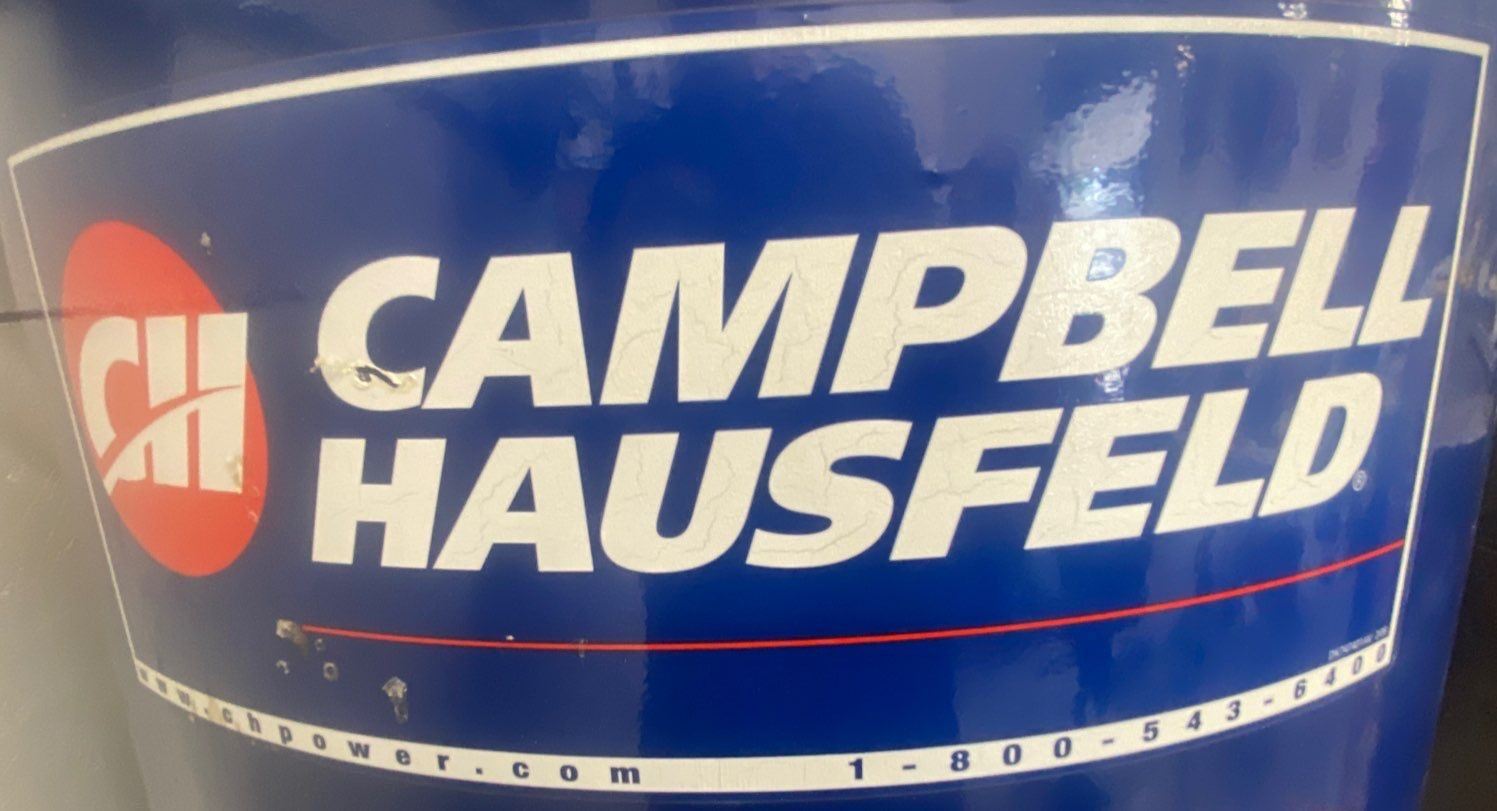 CH
CAMPBELL
HAUSFELD®
www.chpower.com 1-800-543-6400